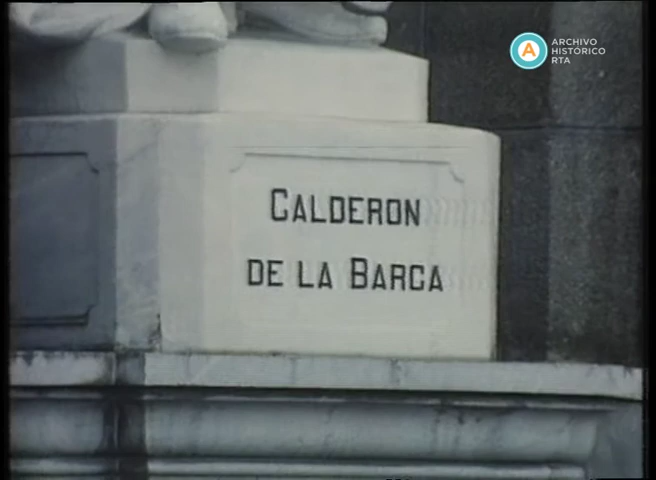 A
ARCHIVO
HISTÓRICO
RTA
CALDERON
DE LA BARCA